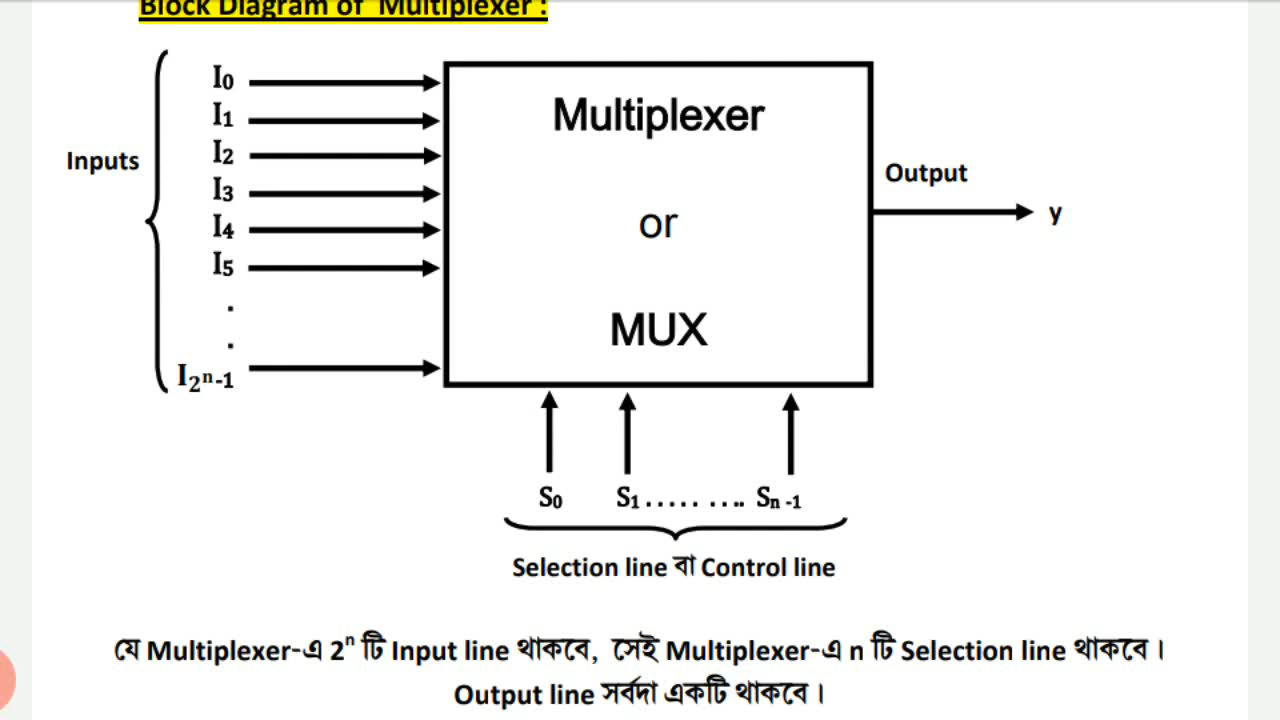 Block Diagram of Multiplexer :
Inputs
I0
I1
I2
I3
I4
I5
.
.
I2ⁿ-1
Multiplexer
or
MUX
Output
y
S0 S1 ..... .... Sn -1
Selection line বা Control line
যে Multiplexer-এ 2ⁿ টি Input line থাকবে, সেই Multiplexer-এ n টি Selection line থাকবে।
Output line সর্বদা একটি থাকবে।